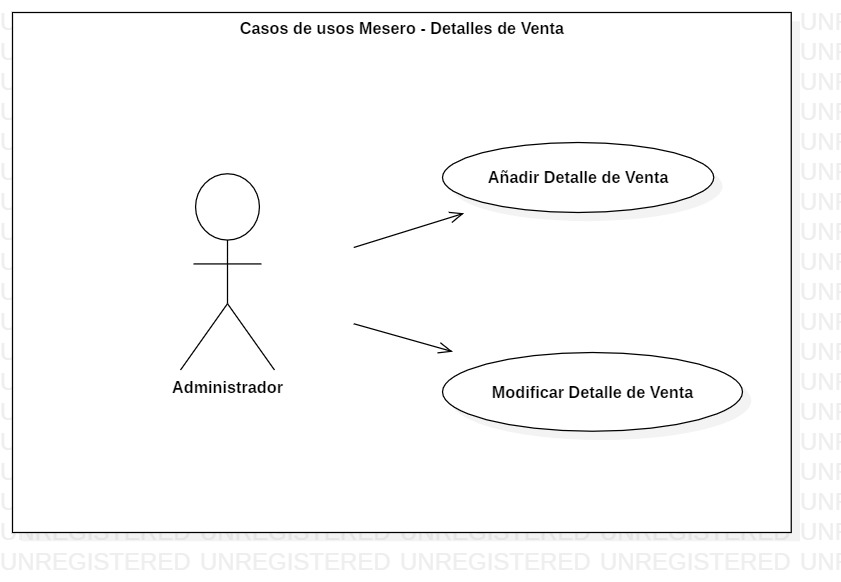 Casos de usos Mesero - Detalles de Venta
Añadir Detalle de Venta
Administrador
Modificar Detalle de Venta
UNREGISTERED UNREGISTERED UNREGISTERED UNREGISTERED UNR